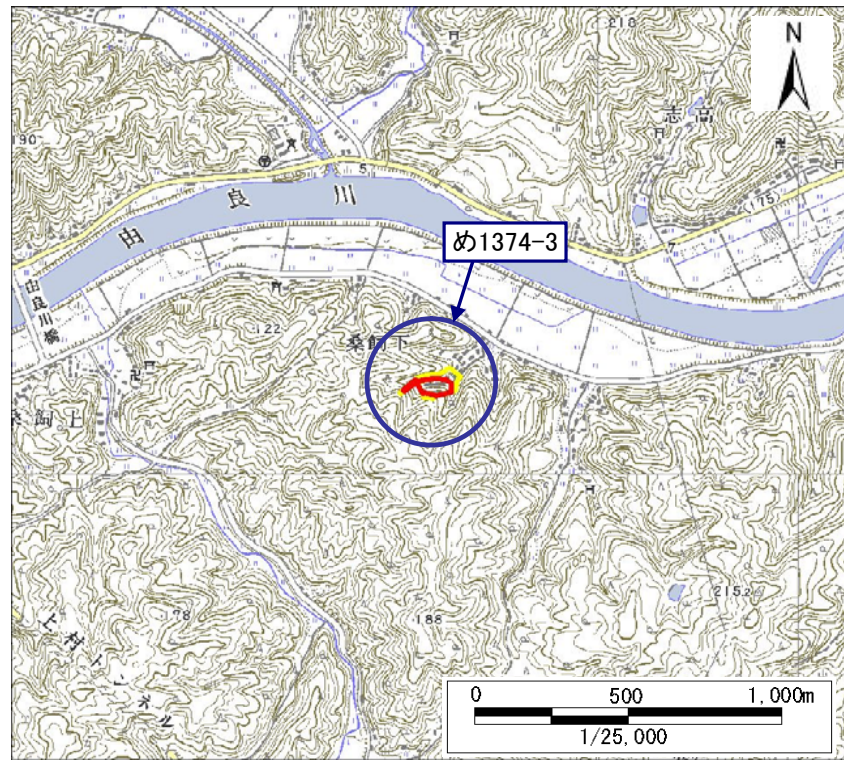 218
N
志高
190
5
由良川
(175)
7
め1374-3
由良川橋
122
桑飼下
桑飼上
215.2
178
188
上村トンネル
0 500 1,000m
1/25,000